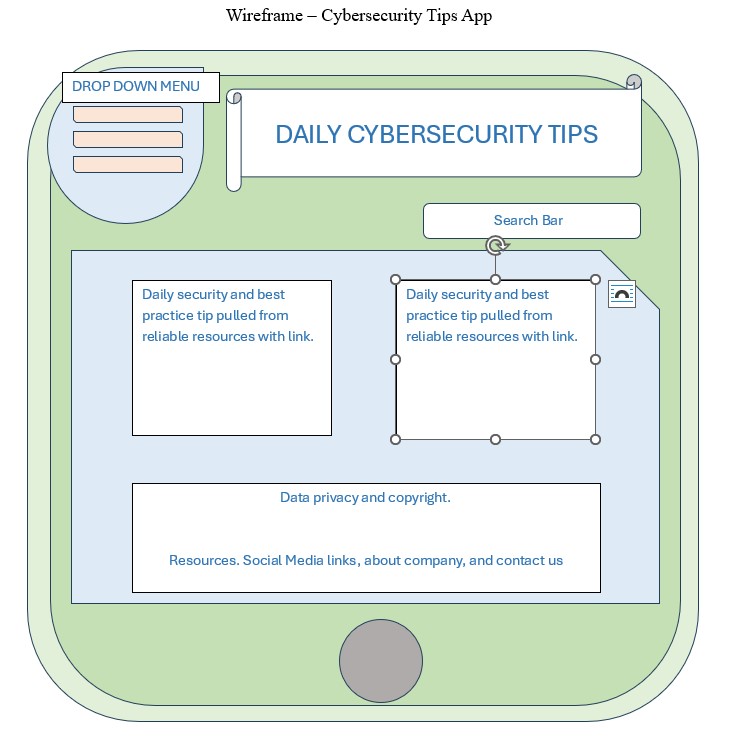 Wireframe – Cybersecurity Tips App
DROP DOWN MENU
DAILY CYBERSECURITY TIPS
Search Bar
Daily security and best
practice tip pulled from
reliable resources with link.
Daily security and best
practice tip pulled from
reliable resources with link.
Data privacy and copyright.
Resources. Social Media links, about company, and contact us